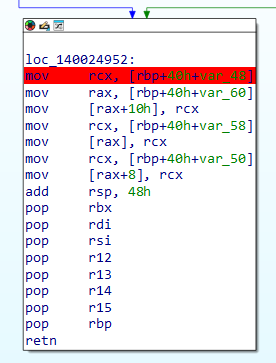 loc_140024952:
mov rcx, [rbp+40h+var_48]
mov rax, [rbp+40h+var_60]
mov [rax+10h], rcx
mov rcx, [rbp+40h+var_58]
mov [rax], rcx
mov rcx, [rbp+40h+var_50]
mov [rax+8], rcx
add rsp, 48h
pop rbx
pop rdi
pop rsi
pop r12
pop r13
pop r14
pop r15
pop rbp
retn